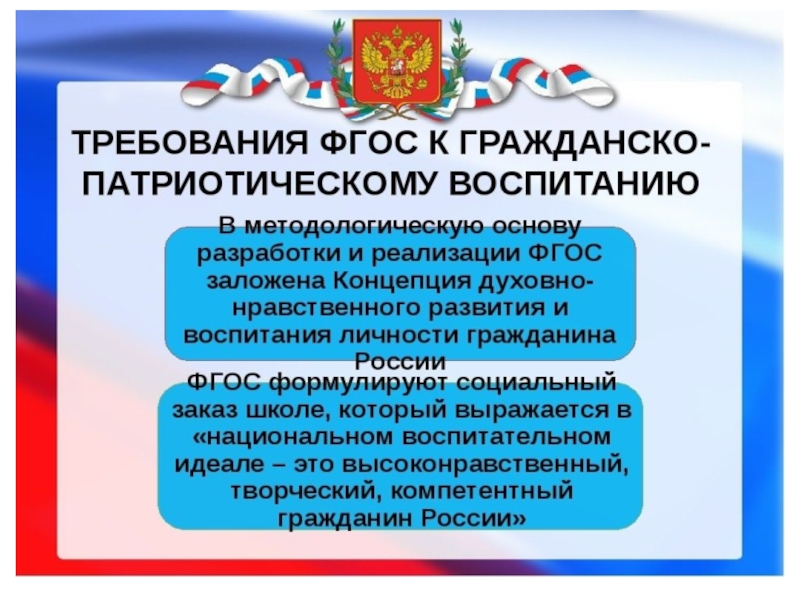 ТРЕБОВАНИЯ ФГОС К ГРАЖДАНСКО-
ПАТРИОТИЧЕСКОМУ ВОСПИТАНИЮ
В методологическую основу
разработки и реализации ФГОС
заложена Концепция духовно-
нравственного развития и
воспитания личности гражданина
России
ФГОС формулируют социальный
заказ школе, который выражается в
«национальном воспитательном
идеале – это высоконравственный,
творческий, компетентный
гражданин России»